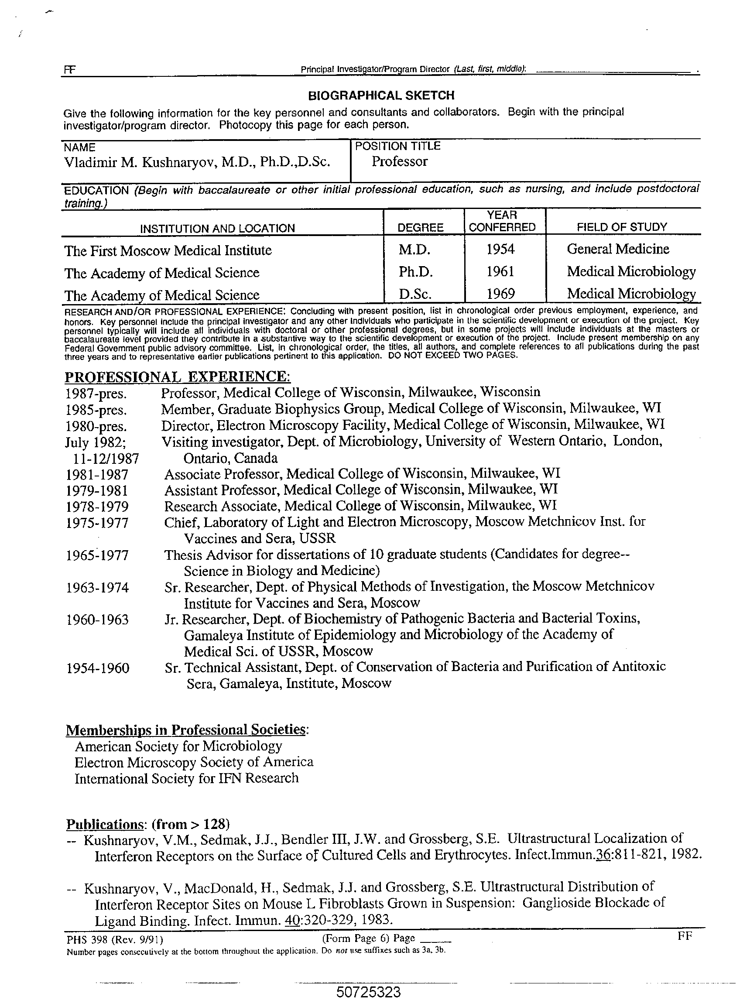 FF Principal Investigator/Program Director (Last, first, middle):
BIOGRAPHICAL SKETCH
Give the following information for the key personnel and consultants and collaborators. Begin with the principal
investigator/program director. Photocopy this page for each person.
NAME POSITION TITLE
Vladimir M. Kushnaryov, M.D., Ph.D.,D.Sc. Professor
EDUCATION (Begin with baccalaureate or other initial professional education, such as nursing, and include postdoctoral
training.)
INSTITUTION AND LOCATION DEGREE YEAR CONFERRED FIELD OF STUDY
The First Moscow Medical Institute M.D. 1954 General Medicine
The Academy of Medical Science Ph.D. 1961 Medical Microbiology
The Academy of Medical Science D.Sc. 1969 Medical Microbiology
RESEARCH AND/OR PROFESSIONAL EXPERIENCE: Concluding with present position, list in chronological order previous employment, experience, and
honors. Key personnel include the principal investigator and any other individuals who participate in the scientific development or execution of the project. Key
personnel typically will include all individuals with doctoral or other professional degrees, but in some projects will include individuals at the masters or
baccalaureate level provided they contribute in a substantive way to the scientific development or execution of the project. Include present membership on any
Federal Government public advisory committee. List, in chronological order, the titles, all authors, and complete references to all publications during the past
three years and to representative earlier publications pertinent to this application. DO NOT EXCEED TWO PAGES.
PROFESSIONAL EXPERIENCE:
1987-pres. Professor, Medical College of Wisconsin, Milwaukee, Wisconsin
1985-pres. Member, Graduate Biophysics Group, Medical College of Wisconsin, Milwaukee, WI
1980-pres. Director, Electron Microscopy Facility, Medical College of Wisconsin, Milwaukee, WI
July 1982; Visiting investigator, Dept. of Microbiology, University of Western Ontario, London,
11-12/1987 Ontario, Canada
1981-1987 Associate Professor, Medical College of Wisconsin, Milwaukee, WI
1979-1981 Assistant Professor, Medical College of Wisconsin, Milwaukee, WI
1978-1979 Research Associate, Medical College of Wisconsin, Milwaukee, WI
1975-1977 Chief, Laboratory of Light and Electron Microscopy, Moscow Metchnicov Inst. for
Vaccines and Sera, USSR
1965-1977 Thesis Advisor for dissertations of 10 graduate students (Candidates for degree--
Science in Biology and Medicine)
1963-1974 Sr. Researcher, Dept. of Physical Methods of Investigation, the Moscow Metchnicov
Institute for Vaccines and Sera, Moscow
1960-1963 Jr. Researcher, Dept. of Biochemistry of Pathogenic Bacteria and Bacterial Toxins,
Gamaleya Institute of Epidemiology and Microbiology of the Academy of
Medical Sci. of USSR, Moscow
1954-1960 Sr. Technical Assistant, Dept. of Conservation of Bacteria and Purification of Antitoxic
Sera, Gamaleya, Institute, Moscow
Memberships in Professional Societies:
American Society for Microbiology
Electron Microscopy Society of America
International Society for IFN Research
Publications: (from > 128)
-- Kushnaryov, V.M., Sedmak, J.J., Bendler III, J.W. and Grossberg, S.E. Ultrastructural Localization of
Interferon Receptors on the Surface of Cultured Cells and Erythrocytes. Infect.Immun.36:811-821, 1982.
-- Kushnaryov, V., MacDonald, H., Sedmak, J.J. and Grossberg, S.E. Ultrastructural Distribution of
Interferon Receptor Sites on Mouse L Fibroblasts Grown in Suspension: Ganglioside Blockade of
Ligand Binding. Infect. Immun. 40:320-329, 1983.
PHS 398 (Rev. 9/91) (Form Page 6) Page FF
Number pages consecutively at the bottom throughout the application. Do not use suffixes such as 3a, 3b.
50725323